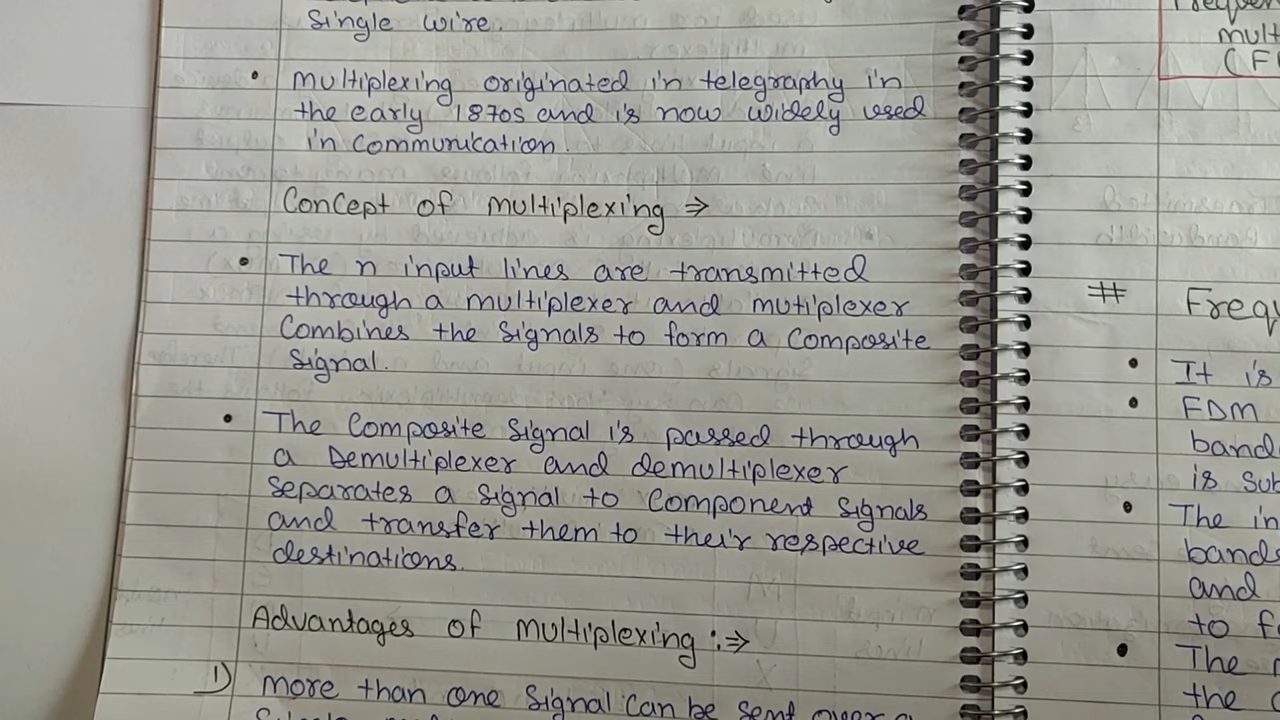 Single wire.
• multiplexing originated in telegraphy in
the early 1870s and is now widely used
in Communication.
Concept of multiplexing ⇒
• The n input lines are transmitted
through a multiplexer and mutiplexer
Combines the Signals to form a Composite
Signal.
• The Composite Signal is passed through
a Demultiplexer and demultiplexer
separates a Signal to Component Signals
and transfer them to their respective
destinations.
Advantages of multiplexing :⇒
1) more than one Signal Can be sent over a
mult
(F
# Freq
• It is
• FDM
band
is sub
• The in
bands
and
to f
• The
the